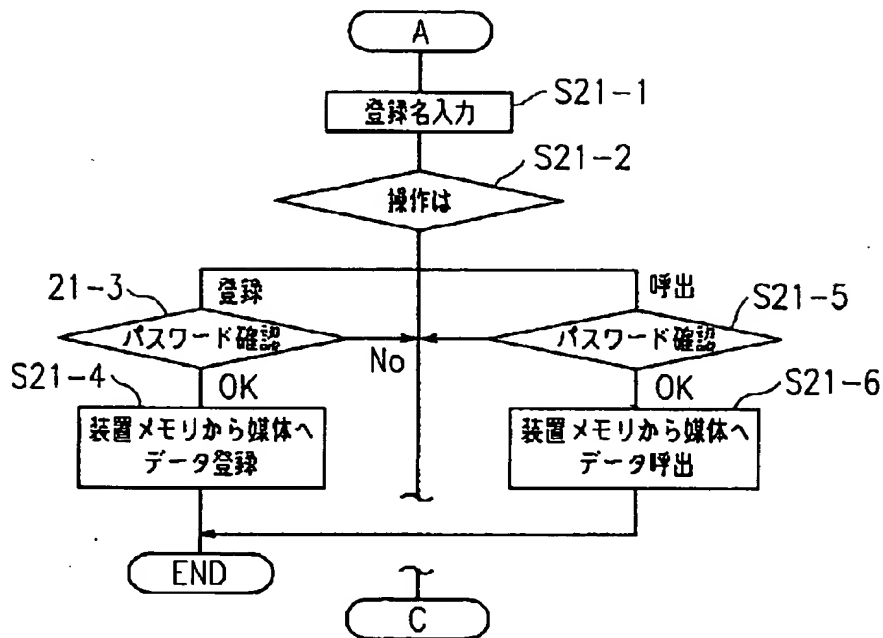 A
登録名入力
S21-1
操作は
S21-2
登録
呼出
21-3
パスワード確認
パスワード確認
S21-5
No
S21-4
OK
OK
S21-6
装置メモリから媒体へ
データ登録
装置メモリから媒体へ
データ呼出
END
C